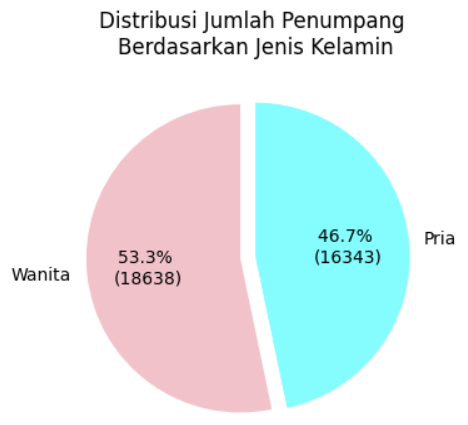 Distribusi Jumlah Penumpang
Berdasarkan Jenis Kelamin
46.7%
(16343)
Pria
53.3%
(18638)
Wanita